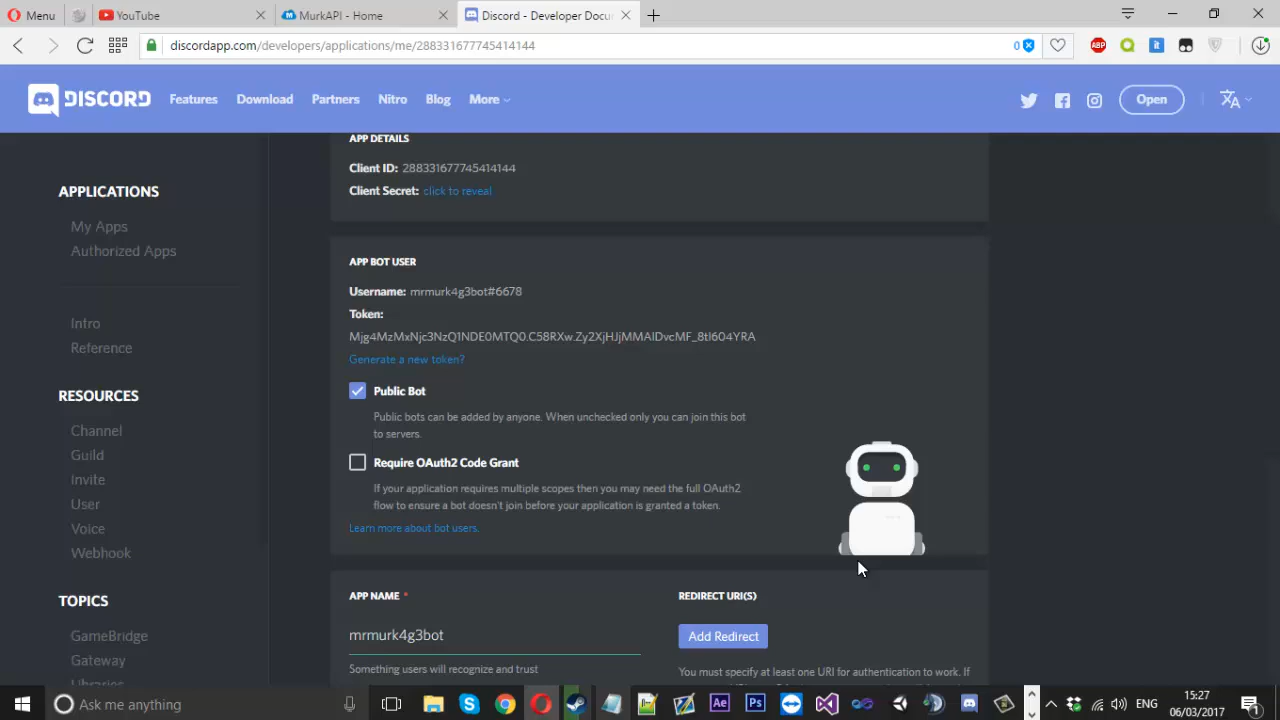 Menu
YouTube
MurkAPI - Home
Discord - Developer Docu
discordapp.com/developers/applications/me/288331677745414144
0
ABP
it
DISCORD
Features
Download
Partners
Nitro
Blog
More
Open
APPLICATIONS
My Apps
Authorized Apps
Intro
Reference
RESOURCES
Channel
Guild
Invite
User
Voice
Webhook
TOPICS
GameBridge
Gateway
Libraries
APP DETAILS
Client ID: 288331677745414144
Client Secret: click to reveal
APP BOT USER
Username: mrmurk4g3bot#6678
Token:
Generate a new token?
Public Bot
Public bots can be added by anyone. When unchecked only you can join this bot
to servers.
Require OAuth2 Code Grant
If your application requires multiple scopes then you may need the full OAuth2
flow to ensure a bot doesn't join before your application is granted a token.
Learn more about bot users.
APP NAME *
mrmurk4g3bot
Something users will recognize and trust
REDIRECT URI(S)
Add Redirect
You must specify at least one URI for authentication to work. If
Ask me anything
Ae
Ps
ENG
15:27
06/03/2017
1